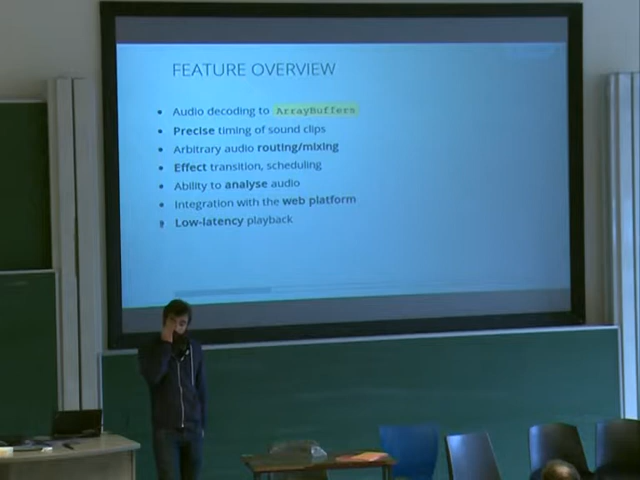 FEATURE OVERVIEW
• Audio decoding to ArrayBuffers
• Precise timing of sound clips
• Arbitrary audio routing/mixing
• Effect transition, scheduling
• Ability to analyse audio
• Integration with the web platform
• Low-latency playback